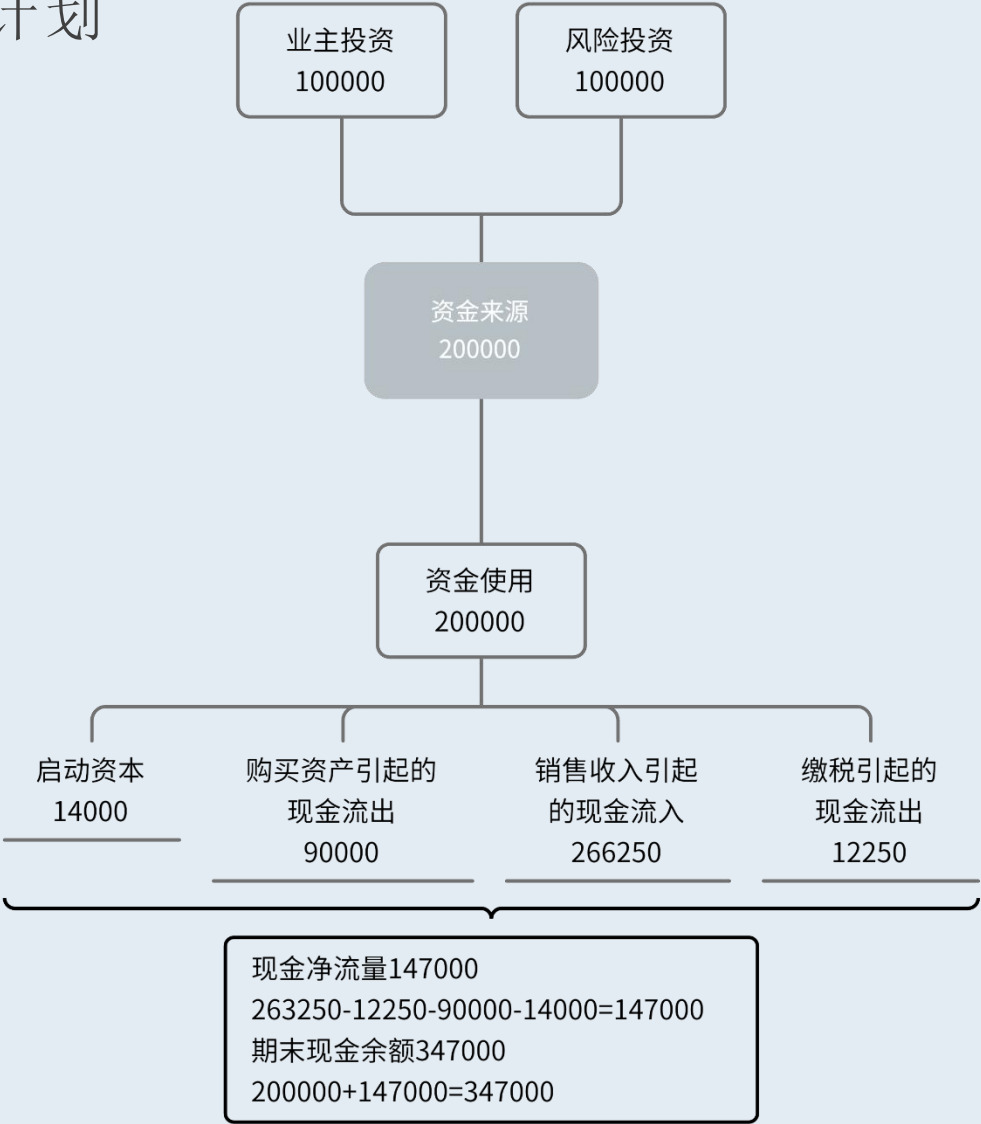 计划
业主投资
100000
风险投资
100000
资金来源
200000
资金使用
200000
启动资本
14000
购买资产引起的
现金流出
90000
销售收入引起
的现金流入
266250
缴税引起的
现金流出
12250
现金净流量147000
263250-12250-90000-14000=147000
期末现金余额347000
200000+147000=347000